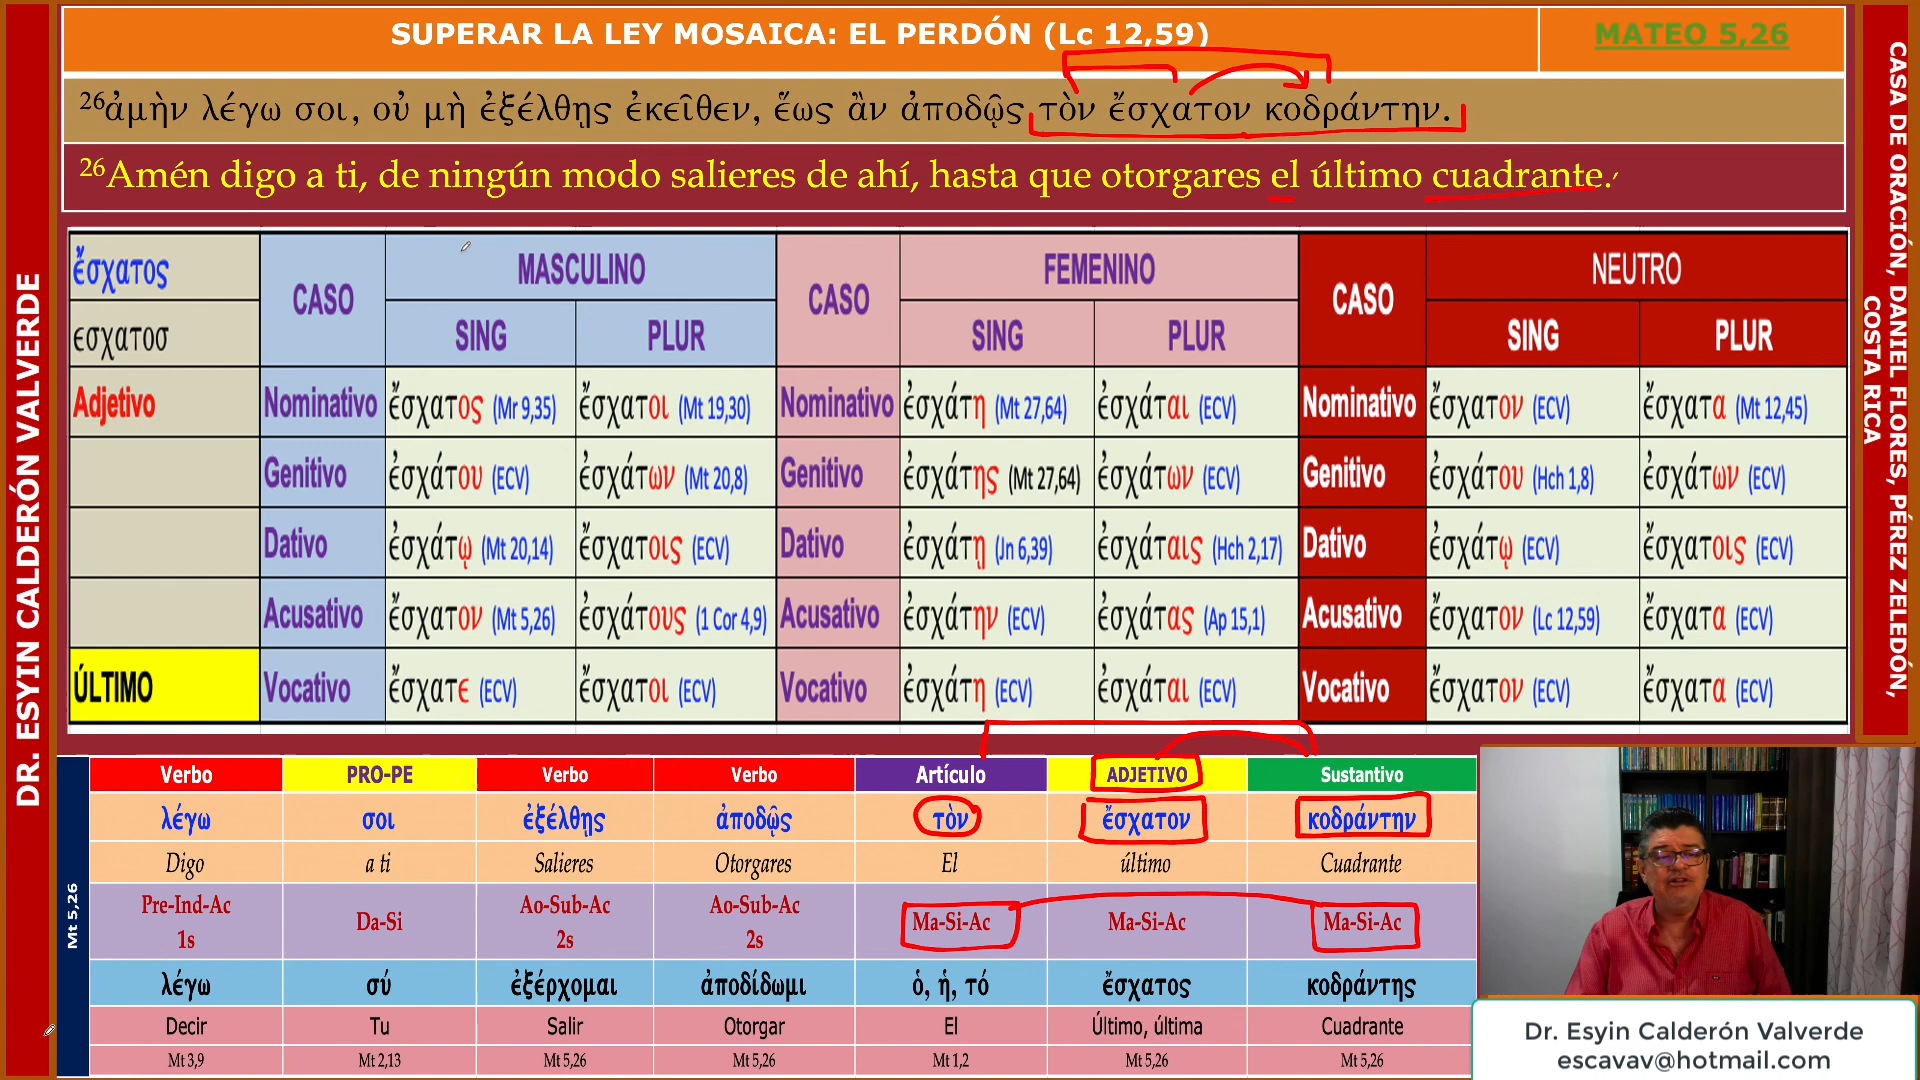 SUPERAR LA LEY MOSAICA: EL PERDÓN (Lc 12,59)
MATEO 5,26
26ἀμὴν λέγω σοι, οὐ μὴ ἐξέλθῃς ἐκεῖθεν, ἕως ἂν ἀποδῷς τὸν ἔσχατον κοδράντην.
26Amén digo a ti, de ningún modo salieres de ahí, hasta que otorgares el último cuadrante.
DR. ESYIN CALDERÓN VALVERDE
CASA DE ORACIÓN, DANIEL FLORES, PÉREZ ZELEDÓN,
COSTA RICA
ἔσχατος CASO MASCULINO CASO FEMENINO CASO NEUTRO
εσχατοσ SING PLUR SING PLUR SING PLUR
Adjetivo Nominativo ἔσχατος (Mr 9,35) ἔσχατοι (Mt 19,30) Nominativo ἐσχάτη (Mt 27,64) ἐσχάται (ECV) Nominativo ἔσχατον (ECV) ἔσχατα (Mt 12,45)
Genitivo ἐσχάτου (ECV) ἐσχάτων (Mt 20,8) Genitivo ἐσχάτης (Mt 27,64) ἐσχάτων (ECV) Genitivo ἐσχάτου (Hch 1,8) ἐσχάτων (ECV)
Dativo ἐσχάτῳ (Mt 20,14) ἔσχατοις (ECV) Dativo ἐσχάτῃ (Jn 6,39) ἐσχάταις (Hch 2,17) Dativo ἐσχάτῳ (ECV) ἔσχατοις (ECV)
Acusativo ἔσχατον (Mt 5,26) ἐσχάτους (1 Cor 4,9) Acusativo ἐσχάτην (ECV) ἐσχάτας (Ap 15,1) Acusativo ἔσχατον (Lc 12,59) ἔσχατα (ECV)
ÚLTIMO Vocativo ἔσχατε (ECV) ἔσχατοι (ECV) Vocativo ἐσχάτη (ECV) ἐσχάται (ECV) Vocativo ἔσχατον (ECV) ἔσχατα (ECV)
Mt 5,26
Verbo PRO-PE Verbo Verbo Artículo ADJETIVO Sustantivo
λέγω σοι ἐξέλθῃς ἀποδῷς τὸν ἔσχατον κοδράντην
Digo a ti Salieres Otorgares El último Cuadrante
Pre-Ind-Ac Da-Si Ao-Sub-Ac Ao-Sub-Ac Ma-Si-Ac Ma-Si-Ac Ma-Si-Ac
1s 2s 2s
λέγω σύ ἐξέρχομαι ἀποδίδωμι ὁ, ἡ, τό ἔσχατος κοδράντης
Decir Tu Salir Otorgar El Último, última Cuadrante
Mt 3,9 Mt 2,13 Mt 5,26 Mt 5,26 Mt 1,2 Mt 5,26 Mt 5,26
Dr. Esyin Calderón Valverde
escavav@hotmail.com